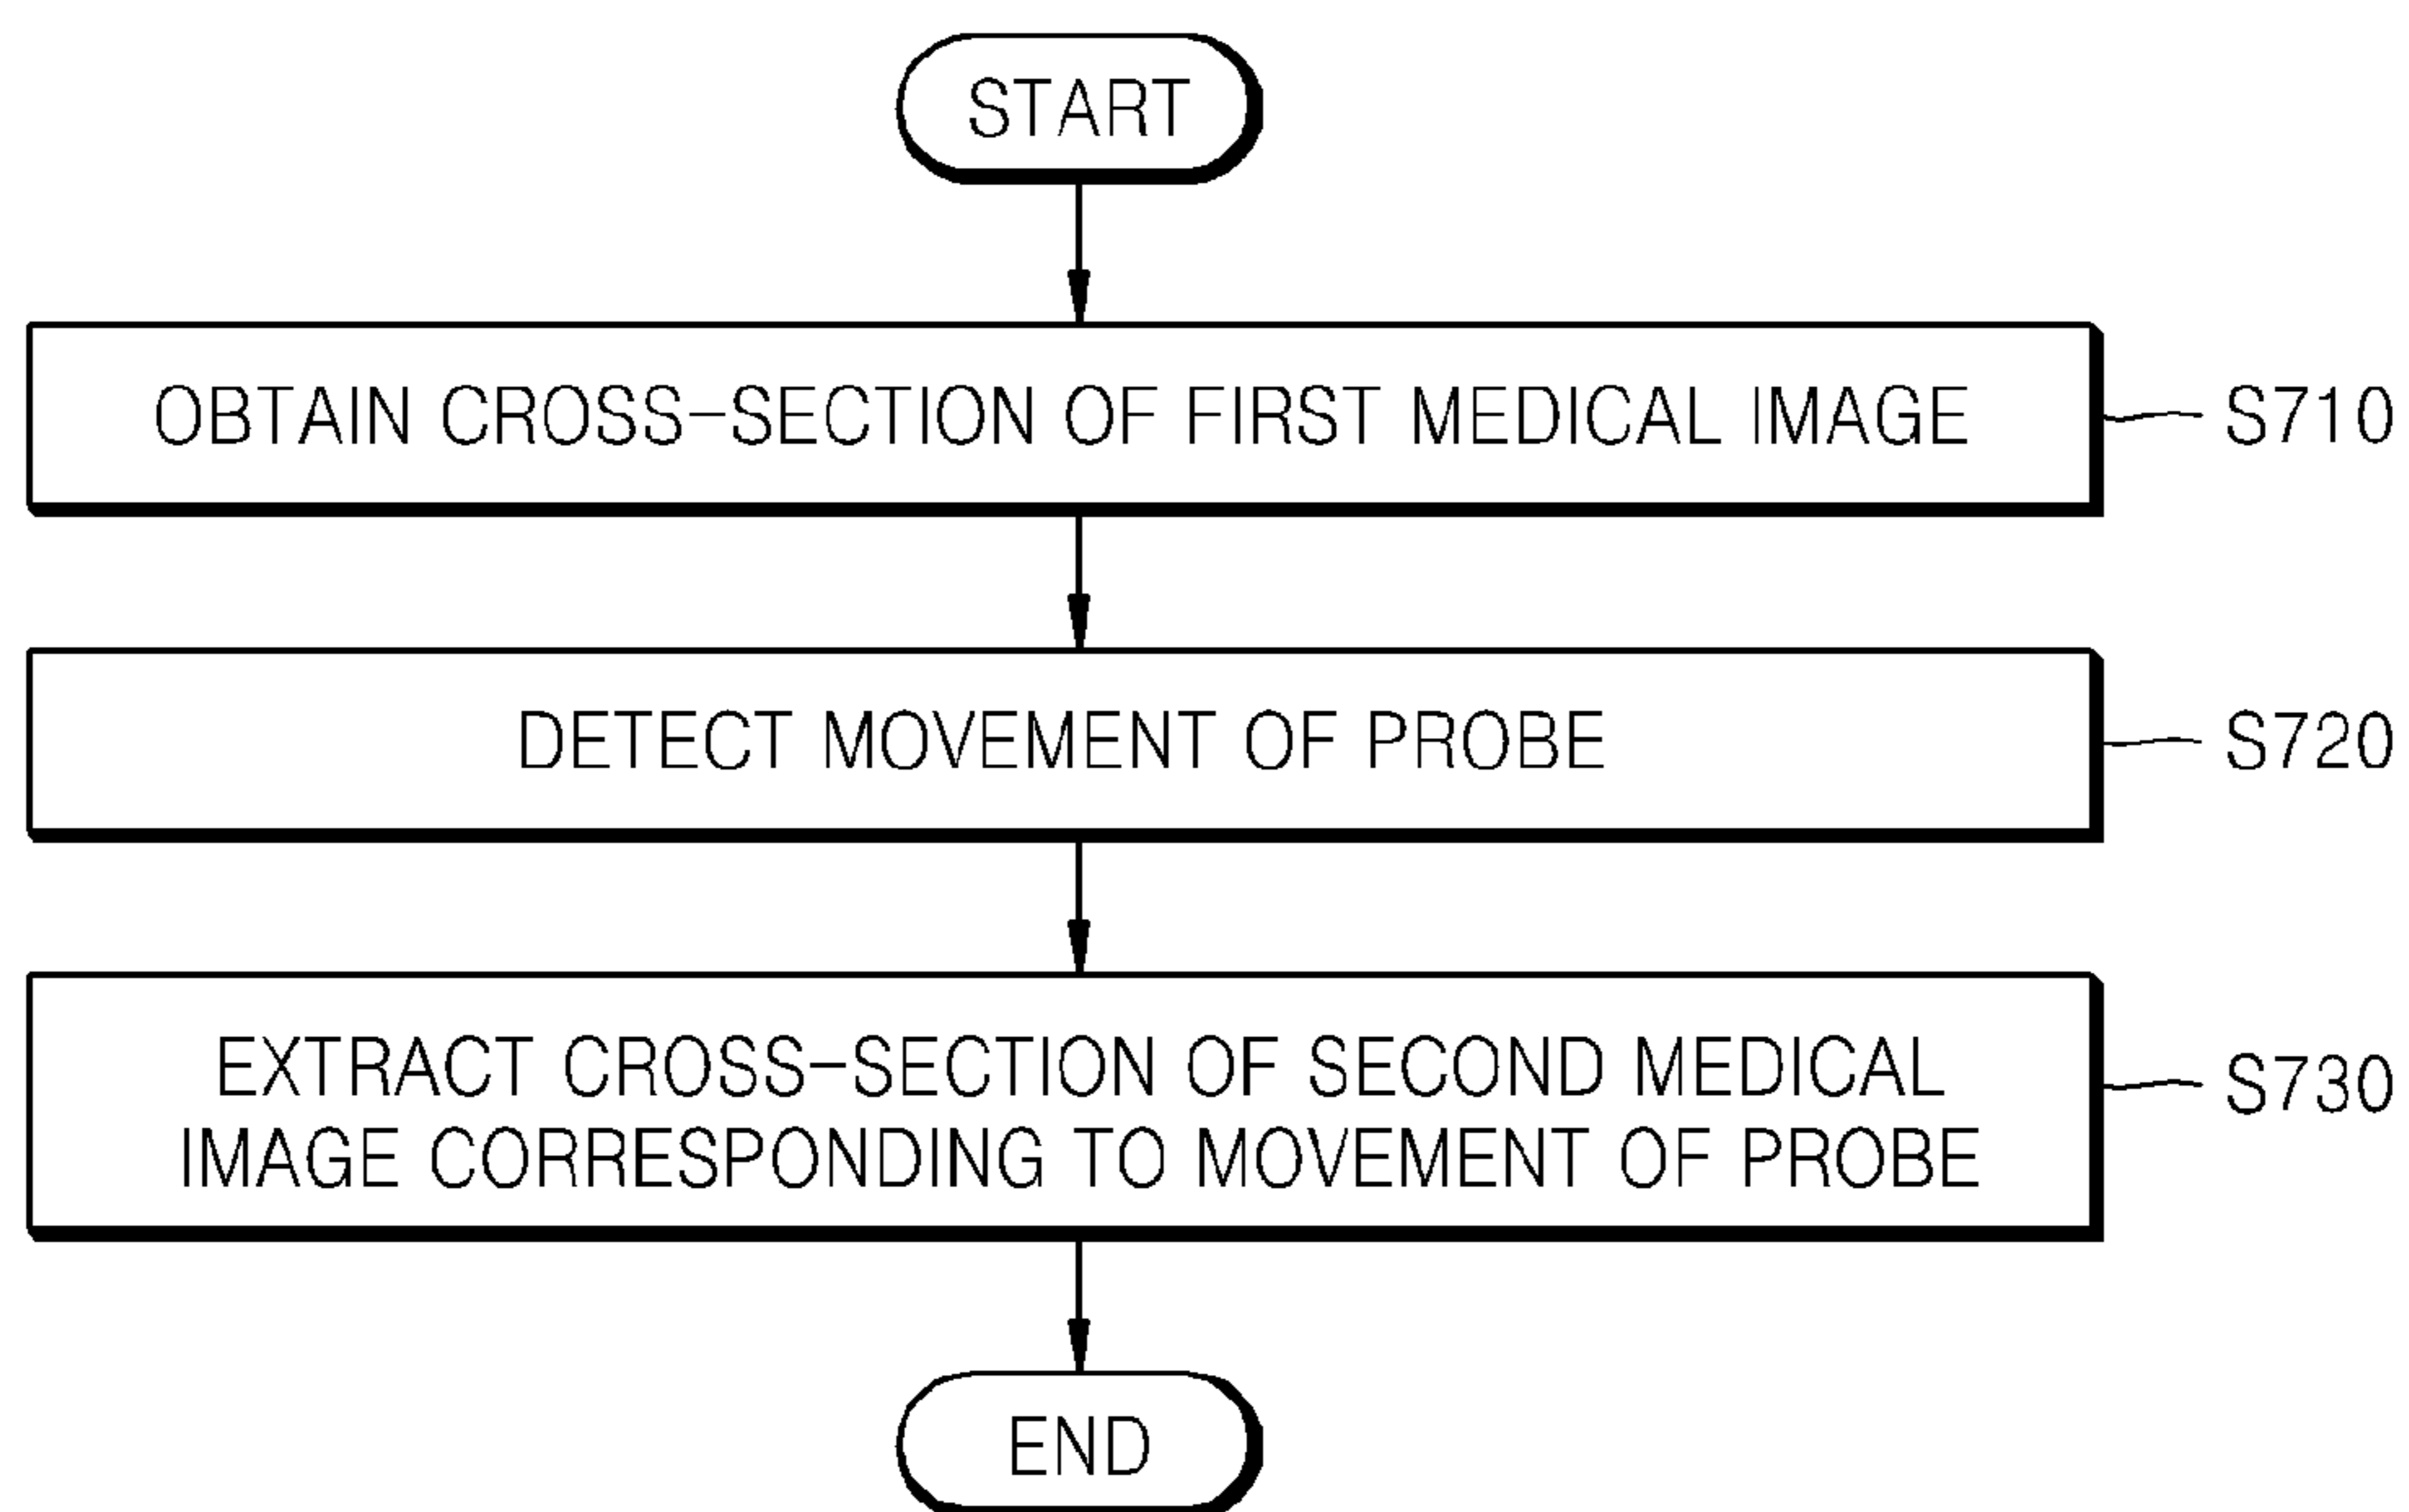 START
OBTAIN CROSS-SECTION OF FIRST MEDICAL IMAGE
S710
DETECT MOVEMENT OF PROBE
S720
EXTRACT CROSS-SECTION OF SECOND MEDICAL
IMAGE CORRESPONDING TO MOVEMENT OF PROBE
S730
END